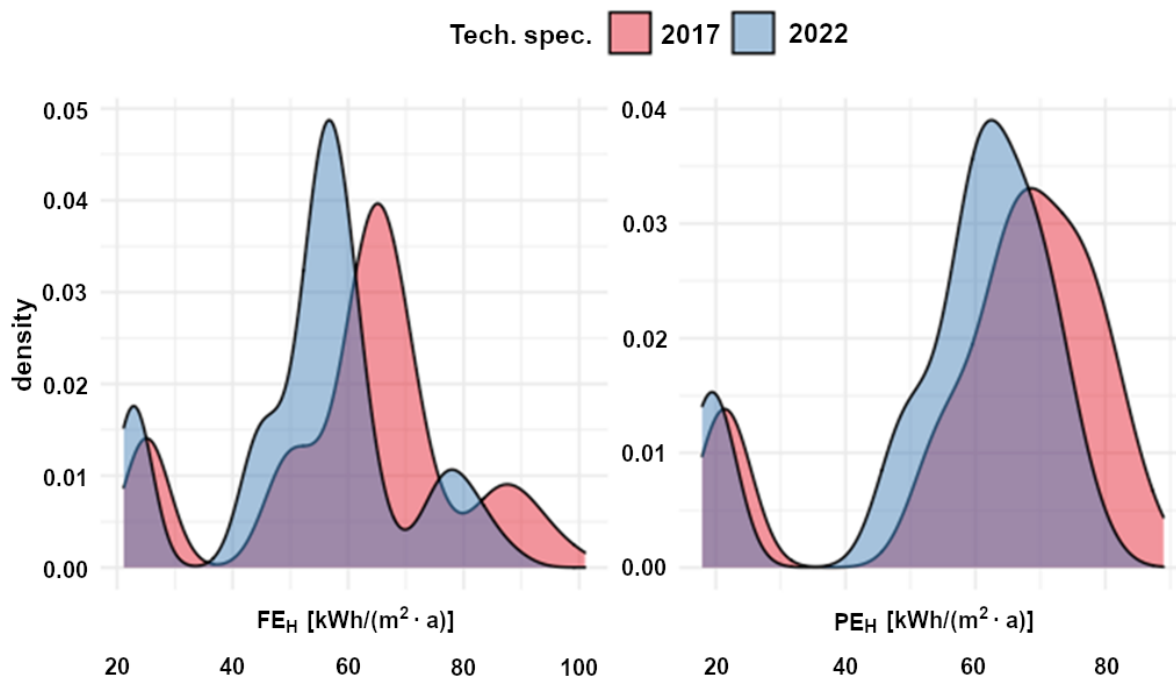 Tech. spec. 2017 2022
0.05
0.04
0.03
0.02
0.01
0.00
density
FE_H [kWh/(m² · a)]
20 40 60 80 100
0.04
0.03
0.02
0.01
0.00
PE_H [kWh/(m² · a)]
20 40 60 80